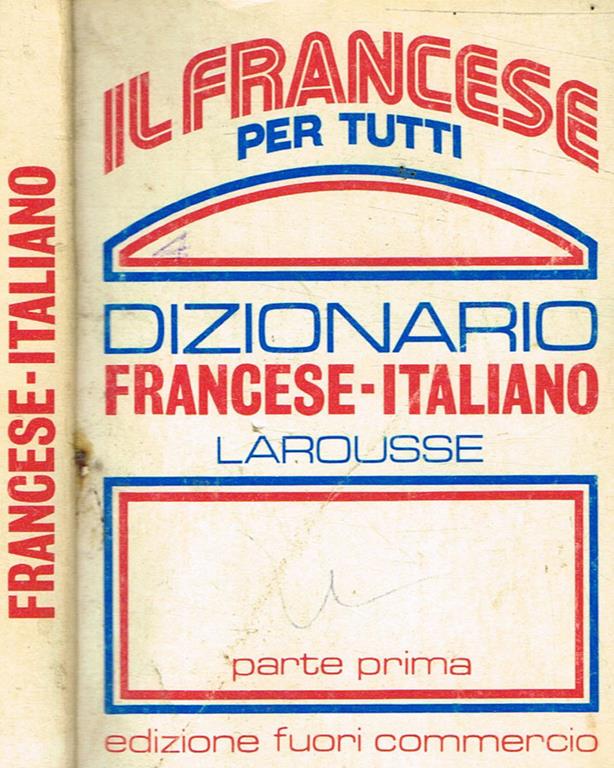 FRANCESE-ITALIANO
IL FRANCESE
PER TUTTI
DIZIONARIO
FRANCESE-ITALIANO
LAROUSSE
parte prima
edizione fuori commercio